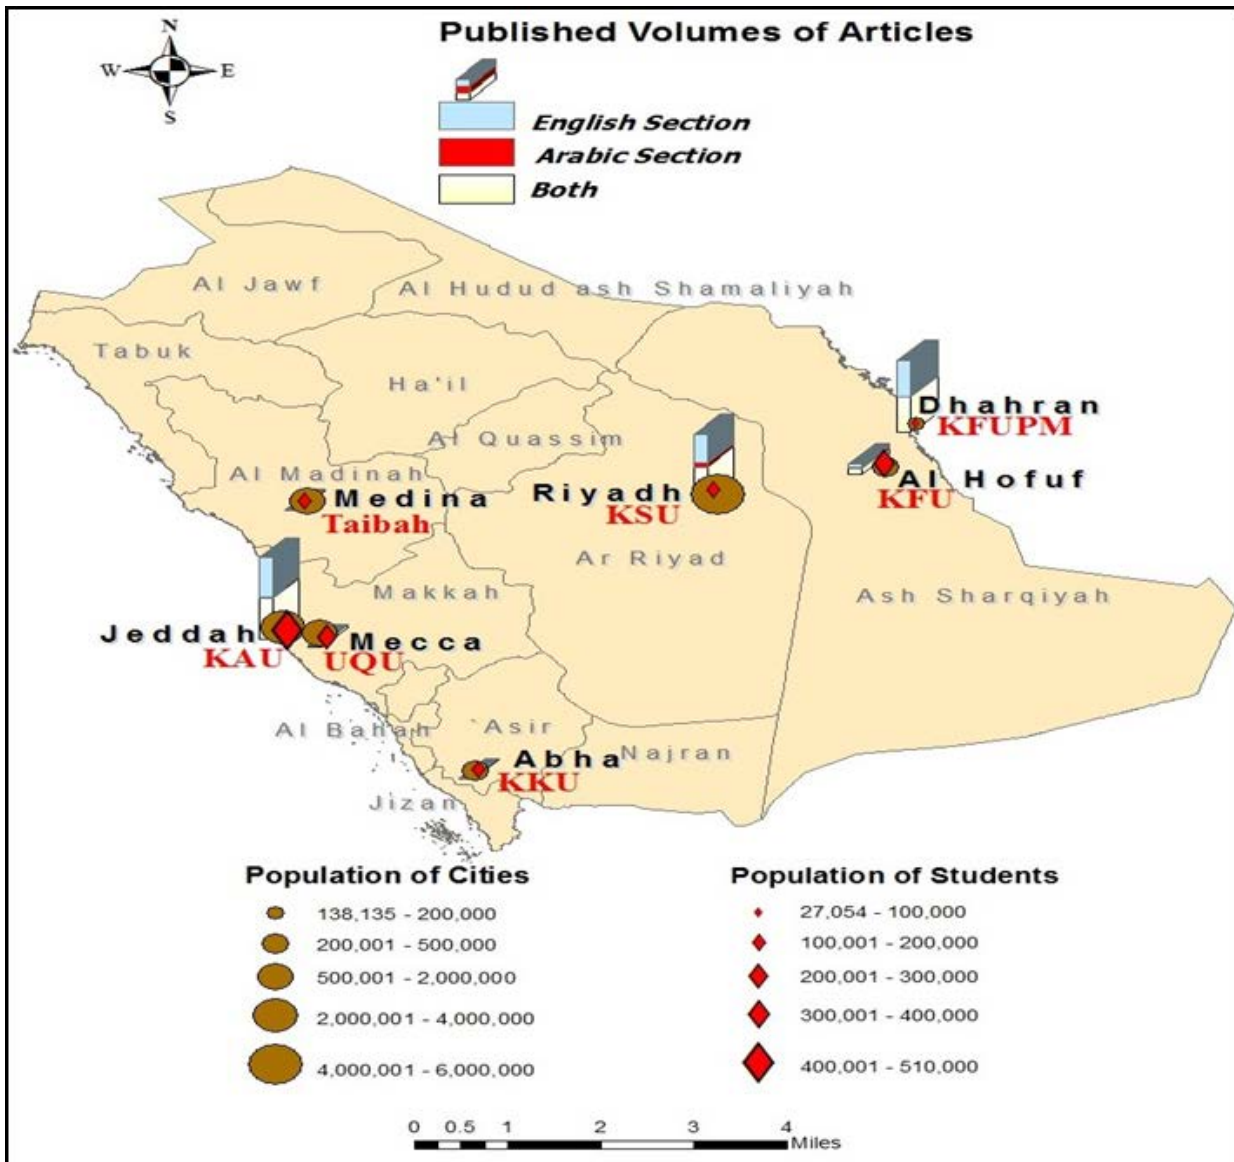 N
W E
S
Published Volumes of Articles
English Section
Arabic Section
Both
Al Jawf
Al Hudud ash Shamaliyah
Tabuk
Ha'il
Al Quassim
Dhahran
KFUPM
Al Madinah
Medina
Taibah
Riyadh
KSU
Al Hofuf
KFU
Ar Riyad
Makkah
Ash Sharqiyah
Jeddah
KAU
Mecca
UQU
Al Bahah
`Asir
Najran
Abha
KKU
Jizan
Population of Cities
138,135 - 200,000
200,001 - 500,000
500,001 - 2,000,000
2,000,001 - 4,000,000
4,000,001 - 6,000,000
Population of Students
27,054 - 100,000
100,001 - 200,000
200,001 - 300,000
300,001 - 400,000
400,001 - 510,000
0 0.5 1 2 3 4
Miles